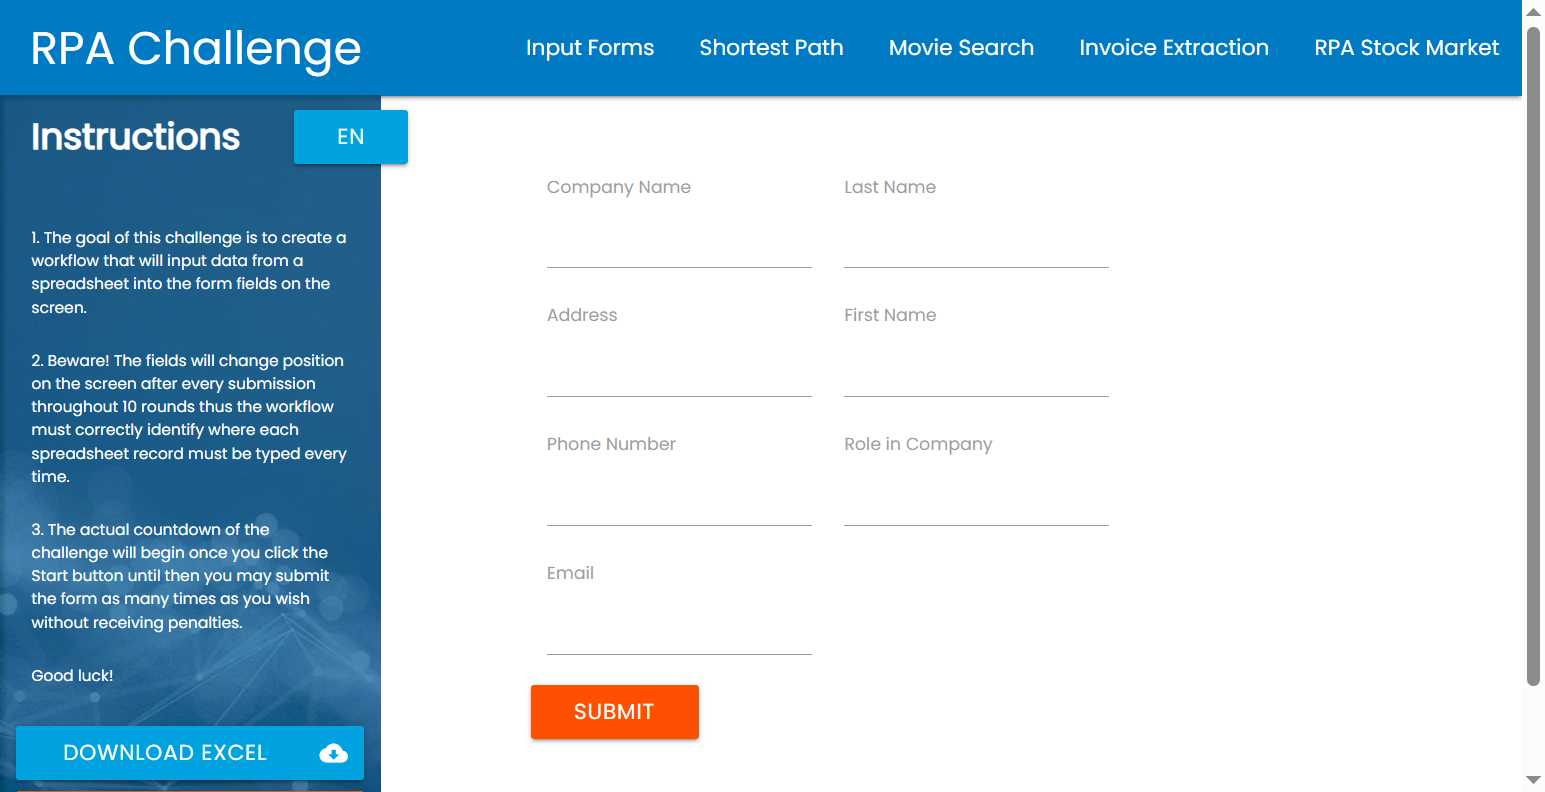 RPA Challenge
Input Forms
Shortest Path
Movie Search
Invoice Extraction
RPA Stock Market
Instructions
EN
1. The goal of this challenge is to create a
workflow that will input data from a
spreadsheet into the form fields on the
screen.
2. Beware! The fields will change position
on the screen after every submission
throughout 10 rounds thus the workflow
must correctly identify where each
spreadsheet record must be typed every
time.
3. The actual countdown of the
challenge will begin once you click the
Start button until then you may submit
the form as many times as you wish
without receiving penalties.
Good luck!
DOWNLOAD EXCEL
Company Name
Last Name
Address
First Name
Phone Number
Role in Company
Email
SUBMIT